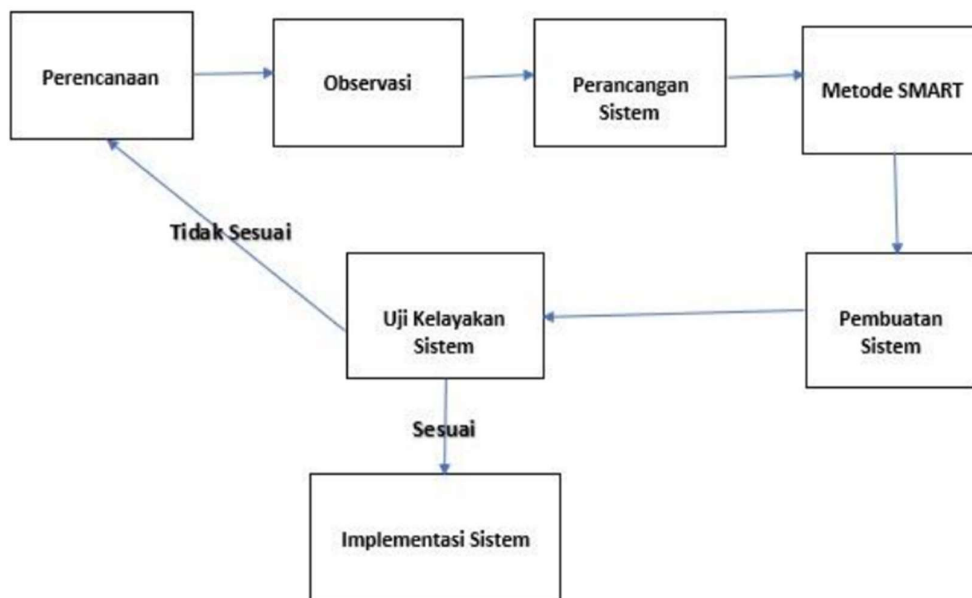 Perencanaan
Observasi
Perancangan
Sistem
Metode SMART
Tidak Sesuai
Uji Kelayakan
Sistem
Pembuatan
Sistem
Sesuai
Implementasi Sistem